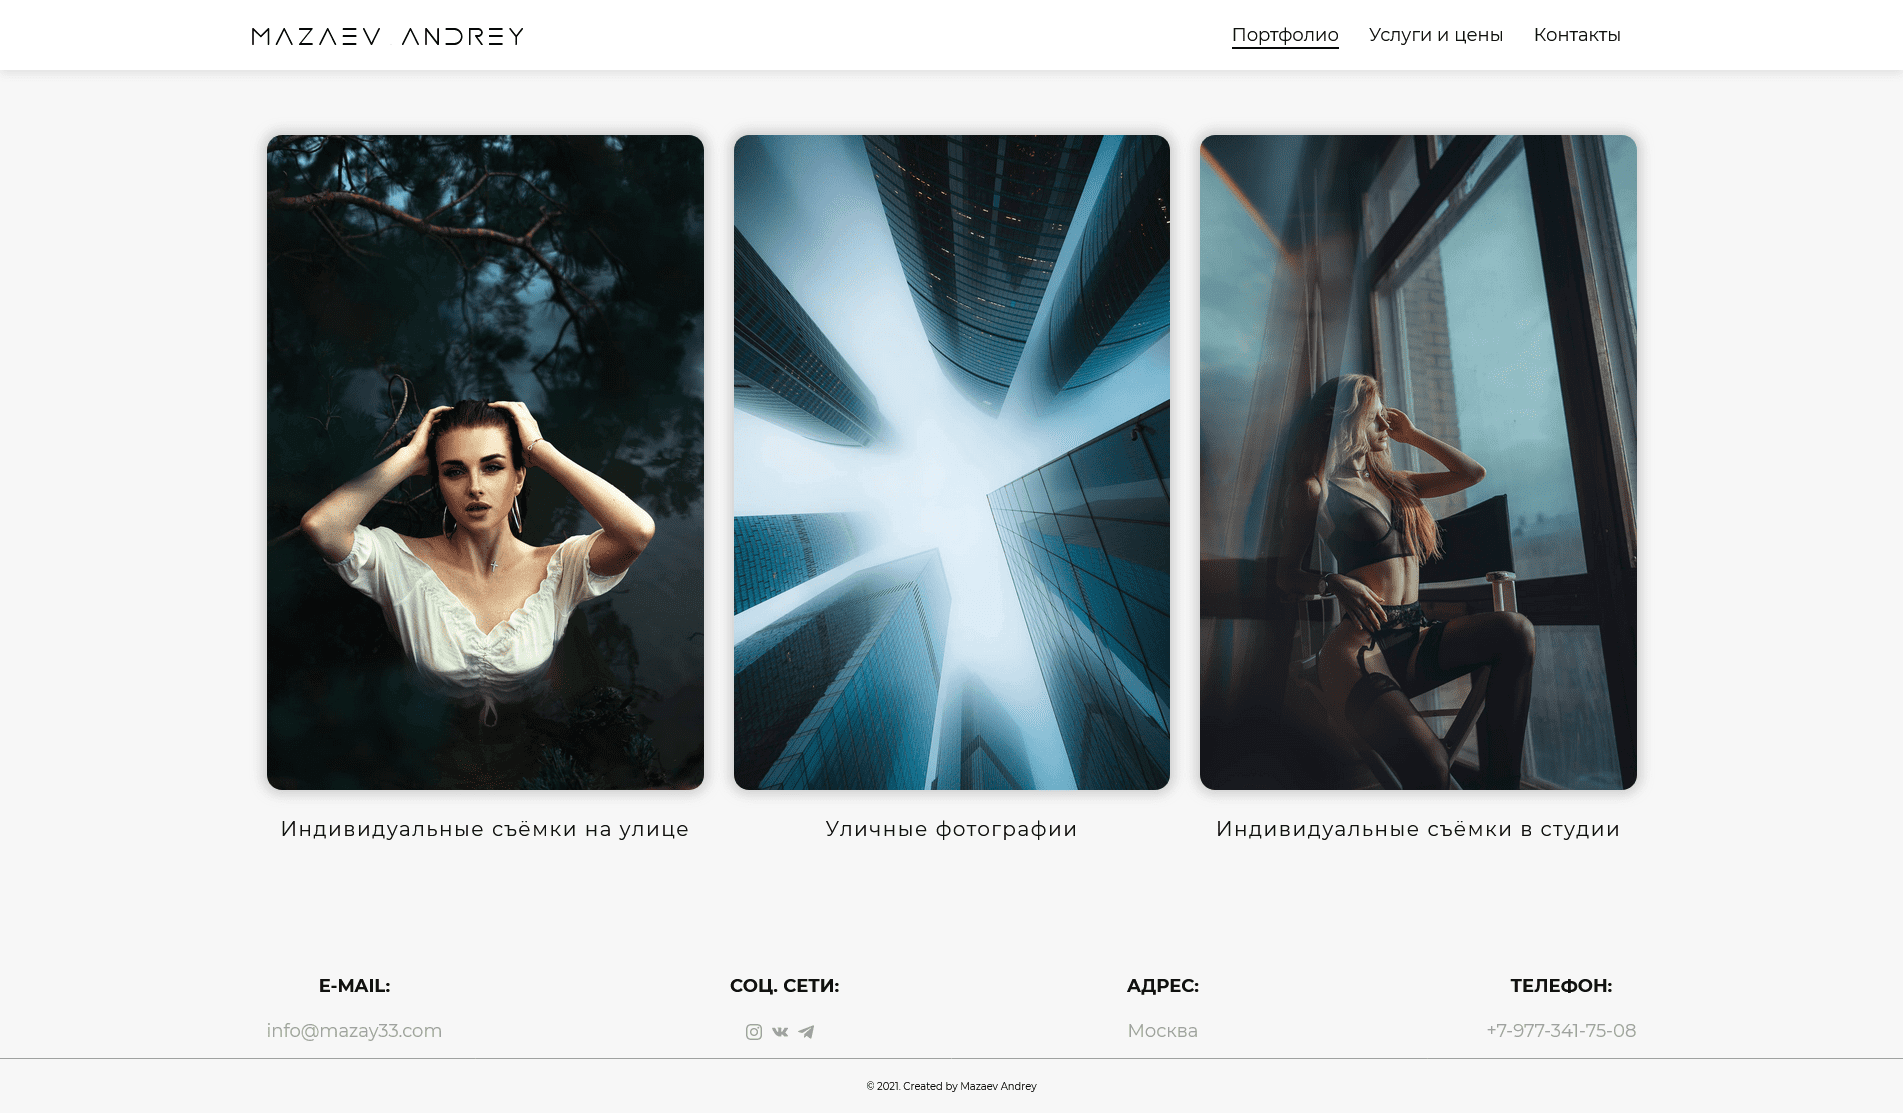 MAZAEV ANDREY
Портфолио Услуги и цены Контакты
Индивидуальные съёмки на улице
Уличные фотографии
Индивидуальные съёмки в студии
E-MAIL:
info@mazay33.com
СОЦ. СЕТИ:
АДРЕС:
Москва
ТЕЛЕФОН:
+7-977-341-75-08
© 2021. Created by Mazaev Andrey